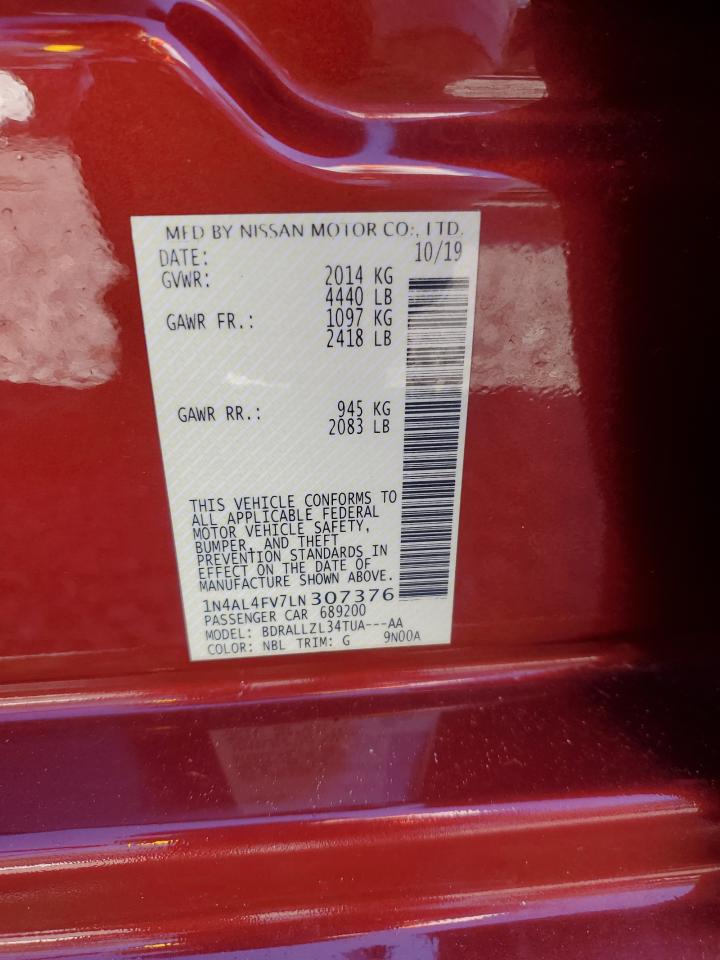 MFD BY NISSAN MOTOR CO., LTD.
DATE: 10/19
GVWR: 2014 KG
4440 LB
GAWR FR.: 1097 KG
2418 LB
GAWR RR.: 945 KG
2083 LB
THIS VEHICLE CONFORMS TO
ALL APPLICABLE FEDERAL
MOTOR VEHICLE SAFETY,
BUMPER, AND THEFT
PREVENTION STANDARDS IN
EFFECT ON THE DATE OF
MANUFACTURE SHOWN ABOVE.
1N4AL4FV7LN307376
PASSENGER CAR 689200
MODEL: BDRALLZL34TUA---AA
COLOR: NBL TRIM: G 9N00A